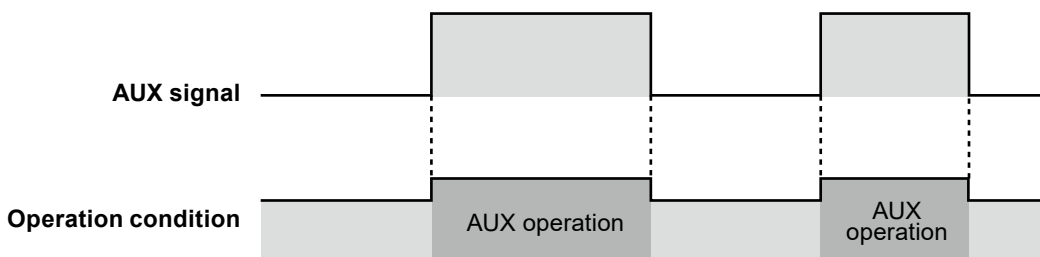 AUX signal
Operation condition
AUX operation
AUX
operation